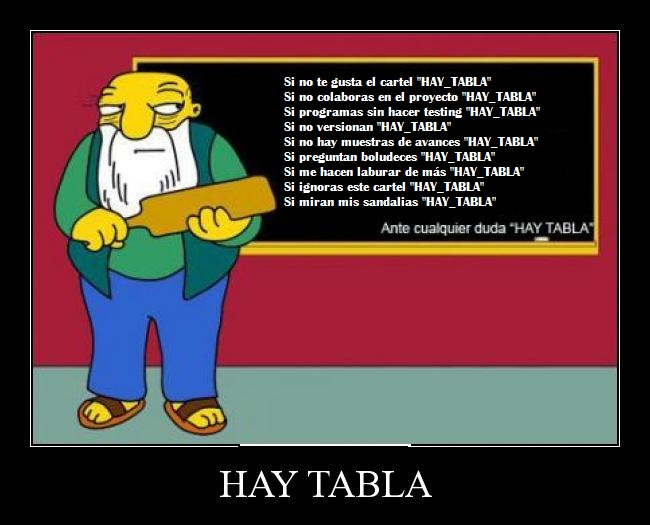 Si no te gusta el cartel "HAY_TABLA"
Si no colaboras en el proyecto "HAY_TABLA"
Si programas sin hacer testing "HAY_TABLA"
Si no versionan "HAY_TABLA"
Si no hay muestras de avances "HAY_TABLA"
Si preguntan boludeces "HAY_TABLA"
Si me hacen laburar de más "HAY_TABLA"
Si ignoras este cartel "HAY_TABLA"
Si miran mis sandalias "HAY_TABLA"
Ante cualquier duda “HAY TABLA”
HAY TABLA